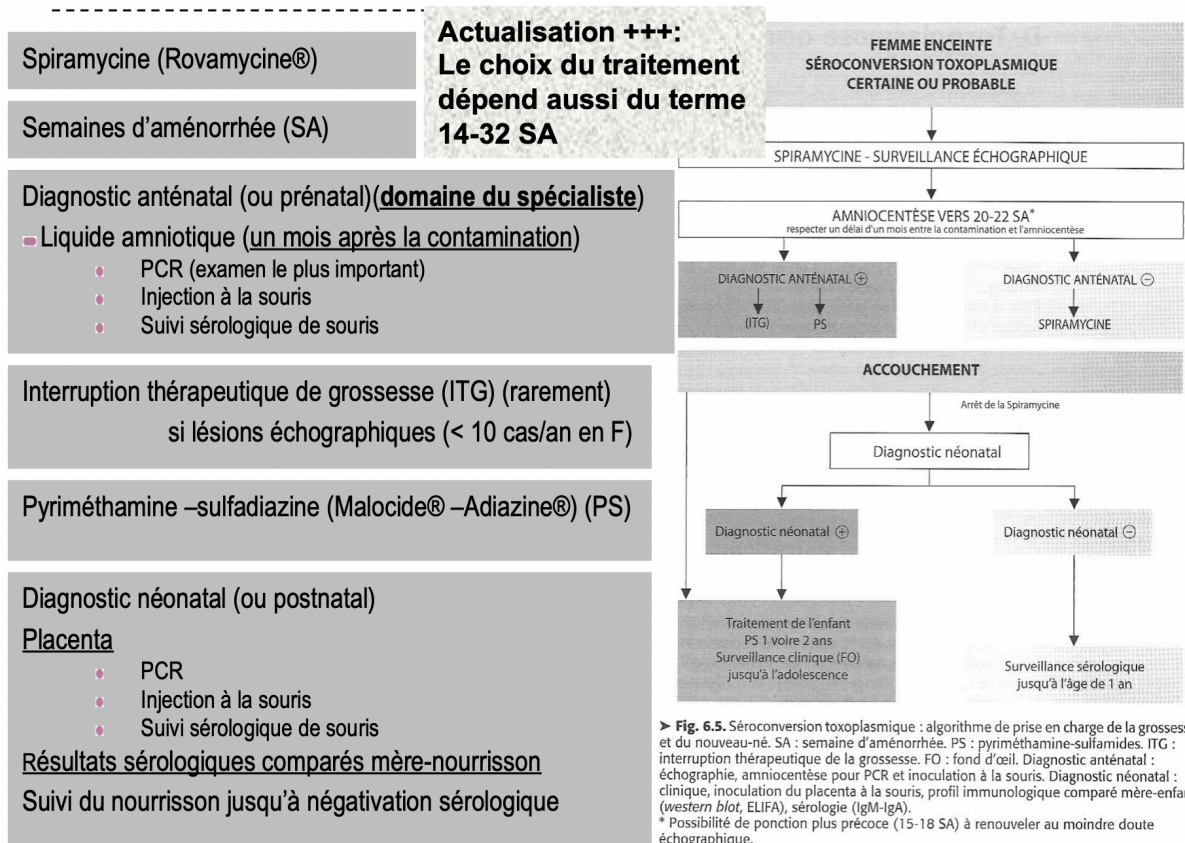 Spiramycine (Rovamycine®)
Semaines d'aménorrhée (SA)
Actualisation +++:
Le choix du traitement
dépend aussi du terme
14-32 SA
Diagnostic anténatal (ou prénatal)(domaine du spécialiste)
Liquide amniotique (un mois après la contamination)
PCR (examen le plus important)
Injection à la souris
Suivi sérologique de souris
Interruption thérapeutique de grossesse (ITG) (rarement)
si lésions échographiques (< 10 cas/an en F)
Pyriméthamine –sulfadiazine (Malocide® –Adiazine®) (PS)
Diagnostic néonatal (ou postnatal)
Placenta
PCR
Injection à la souris
Suivi sérologique de souris
Résultats sérologiques comparés mère-nourrisson
Suivi du nourrisson jusqu'à négativation sérologique
FEMME ENCEINTE
SÉROCONVERSION TOXOPLASMIQUE
CERTAINE OU PROBABLE
SPIRAMYCINE - SURVEILLANCE ÉCHOGRAPHIQUE
AMNIOCENTÈSE VERS 20-22 SA*
respecter un délai d'un mois entre la contamination et l'amniocentèse
DIAGNOSTIC ANTÉNATAL ⊕
DIAGNOSTIC ANTÉNATAL ⊖
(ITG) PS
SPIRAMYCINE
ACCOUCHEMENT
Arrêt de la Spiramycine
Diagnostic néonatal
Diagnostic néonatal ⊕
Diagnostic néonatal ⊖
Traitement de l'enfant
PS 1 voire 2 ans
Surveillance clinique (FO)
jusqu'à l'adolescence
Surveillance sérologique
jusqu'à l'âge de 1 an
➤ Fig. 6.5. Séroconversion toxoplasmique : algorithme de prise en charge de la grossess
et du nouveau-né. SA : semaine d'aménorrhée. PS : pyriméthamine-sulfamides. ITG :
interruption thérapeutique de la grossesse. FO : fond d'œil. Diagnostic anténatal :
échographie, amniocentèse pour PCR et inoculation à la souris. Diagnostic néonatal :
clinique, inoculation du placenta à la souris, profil immunologique comparé mère-enfan
(western blot, ELIFA), sérologie (IgM-IgA).
* Possibilité de ponction plus précoce (15-18 SA) à renouveler au moindre doute
échographique.